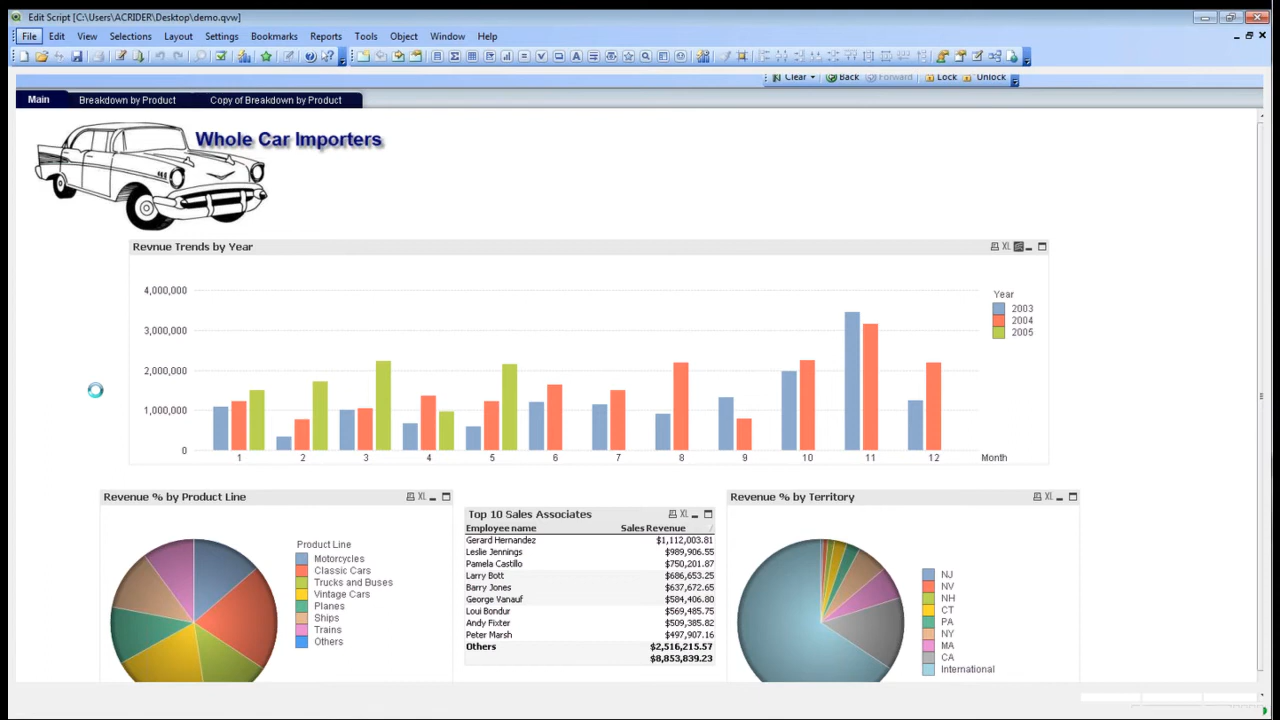 Edit Script [C:\Users\ACRIDER\Desktop\demo.qvw]
File Edit View Selections Layout Settings Bookmarks Reports Tools Object Window Help
Clear Back Forward Lock Unlock
Main Breakdown by Product Copy of Breakdown by Product
Whole Car Importers
Revnue Trends by Year XL
4,000,000
3,000,000
2,000,000
1,000,000
0
1 2 3 4 5 6 7 8 9 10 11 12 Month
Year
2003
2004
2005
Revenue % by Product Line XL
Product Line
Motorcycles
Classic Cars
Trucks and Buses
Vintage Cars
Planes
Ships
Trains
Others
Top 10 Sales Associates XL
Employee name Sales Revenue
Gerard Hernandez $1,112,003.81
Leslie Jennings $989,906.55
Pamela Castillo $750,201.87
Larry Bott $686,653.25
Barry Jones $637,672.65
George Vanauf $584,406.80
Loui Bondur $569,485.75
Andy Fixter $509,385.82
Peter Marsh $497,907.16
Others $2,516,215.57
$8,853,839.23
Revenue % by Territory XL
NJ
NV
NH
CT
PA
NY
MA
CA
International